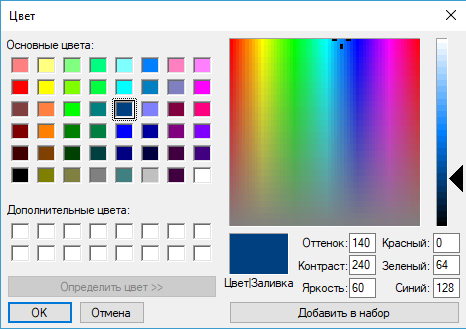 Цвет
Основные цвета:
Дополнительные цвета:
Определить цвет >>
OK Отмена
Цвет|Заливка
Оттенок: 140 Красный: 0
Контраст: 240 Зеленый: 64
Яркость: 60 Синий: 128
Добавить в набор